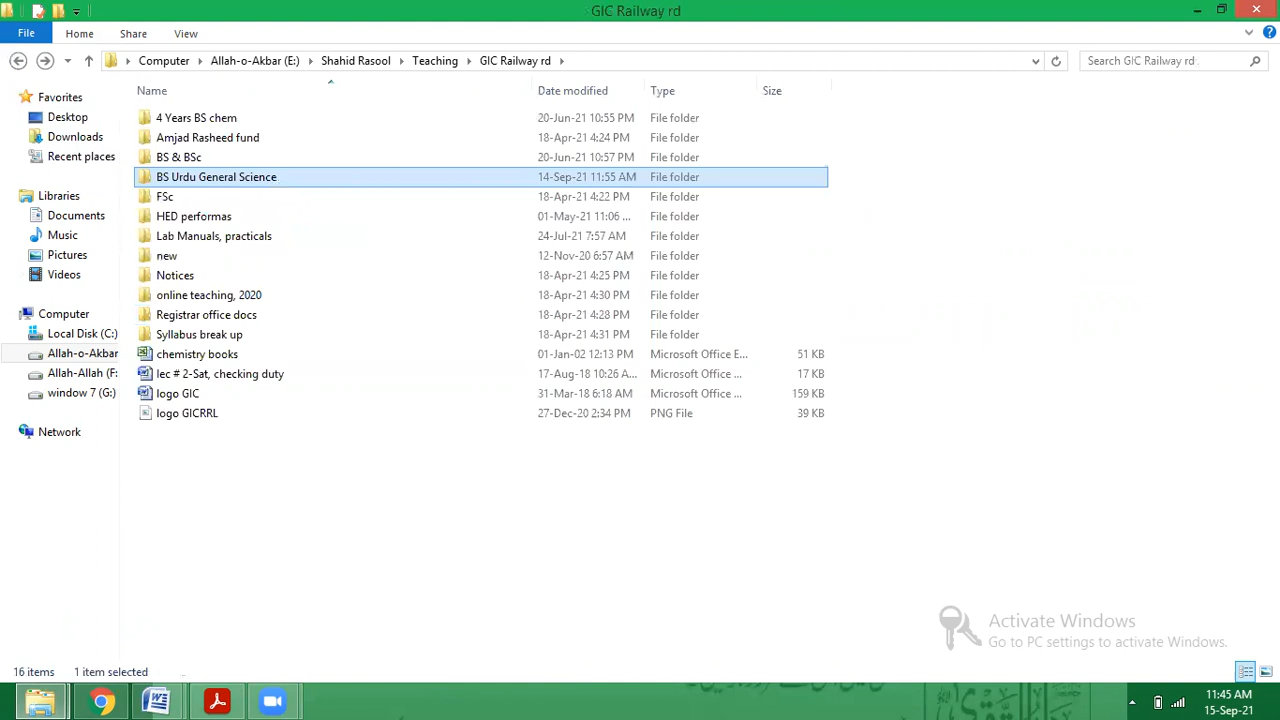 GIC Railway rd
File Home Share View
Computer Allah-o-Akbar (E:) Shahid Rasool Teaching GIC Railway rd
Search GIC Railway rd
Name Date modified Type Size
Favorites
Desktop
Downloads
Recent places
Libraries
Documents
Music
Pictures
Videos
Computer
Local Disk (C:)
Allah-o-Akbar
Allah-Allah (F:
window 7 (G:)
Network
4 Years BS chem 20-Jun-21 10:55 PM File folder
Amjad Rasheed fund 18-Apr-21 4:24 PM File folder
BS & BSc 20-Jun-21 10:57 PM File folder
BS Urdu General Science 14-Sep-21 11:55 AM File folder
FSc 18-Apr-21 4:22 PM File folder
HED performas 01-May-21 11:06 ... File folder
Lab Manuals, practicals 24-Jul-21 7:57 AM File folder
new 12-Nov-20 6:57 AM File folder
Notices 18-Apr-21 4:25 PM File folder
online teaching, 2020 18-Apr-21 4:30 PM File folder
Registrar office docs 18-Apr-21 4:28 PM File folder
Syllabus break up 18-Apr-21 4:31 PM File folder
chemistry books 01-Jan-02 12:13 PM Microsoft Office E... 51 KB
lec # 2-Sat, checking duty 17-Aug-18 10:26 A... Microsoft Office ... 17 KB
logo GIC 31-Mar-18 6:18 AM Microsoft Office ... 159 KB
logo GICRRL 27-Dec-20 2:34 PM PNG File 39 KB
Activate Windows
Go to PC settings to activate Windows.
16 items 1 item selected
11:45 AM
15-Sep-21